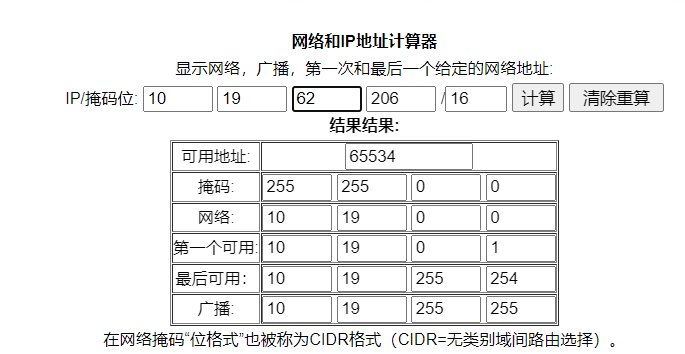 网络和IP地址计算器
显示网络，广播，第一次和最后一个给定的网络地址:
IP/掩码位: 10 19 62 206 /16 计算 清除重算
结果结果：
可用地址: 65534
掩码: 255 255 0 0
网络: 10 19 0 0
第一个可用: 10 19 0 1
最后可用： 10 19 255 254
广播: 10 19 255 255
在网络掩码“位格式”也被称为CIDR格式（CIDR=无类别域间路由选择）。